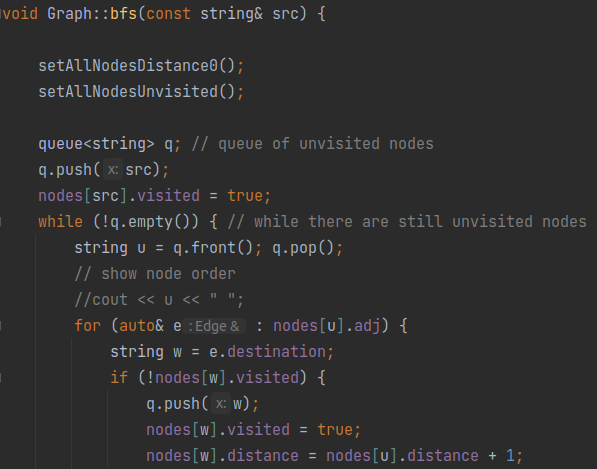 void Graph::bfs(const string& src) {
setAllNodesDistance0();
setAllNodesUnvisited();
queue<string> q; // queue of unvisited nodes
q.push( x: src);
nodes[src].visited = true;
while (!q.empty()) { // while there are still unvisited nodes
string u = q.front(); q.pop();
// show node order
//cout << u << " ";
for (auto& e :Edge & : nodes[u].adj) {
string w = e.destination;
if (!nodes[w].visited) {
q.push( x: w);
nodes[w].visited = true;
nodes[w].distance = nodes[u].distance + 1;